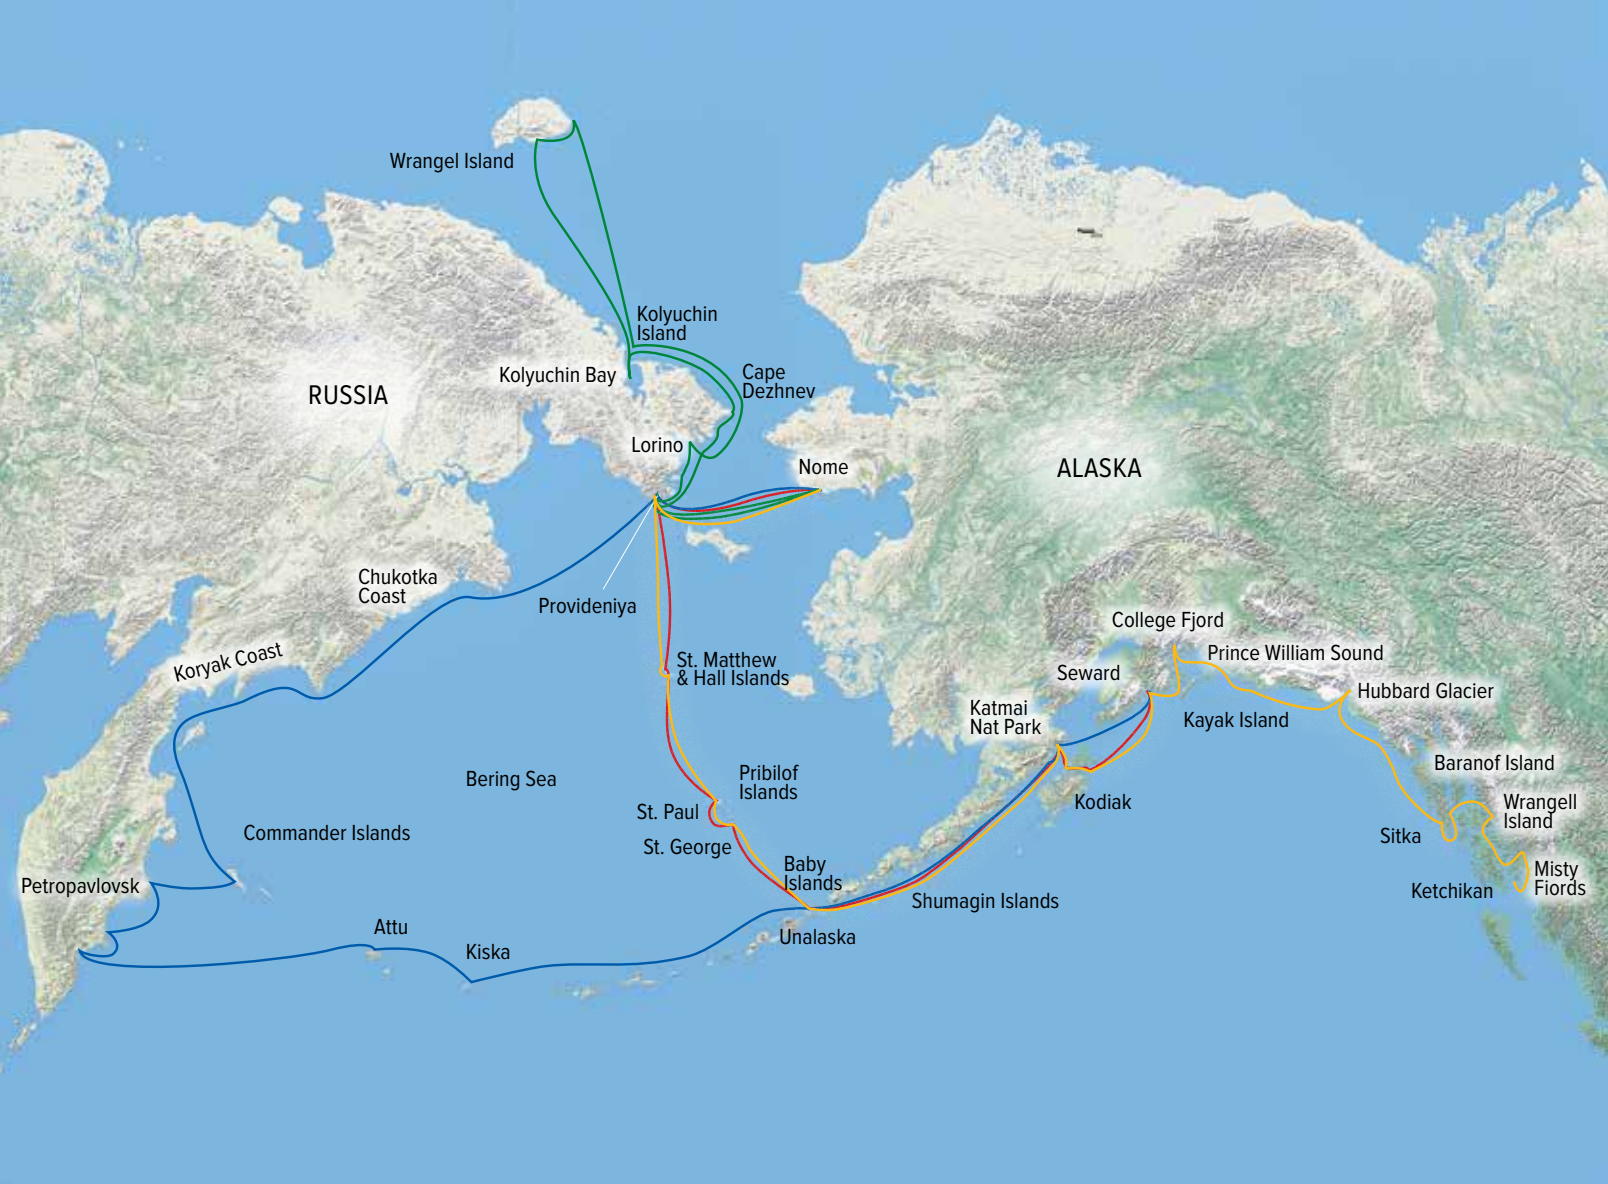 Wrangel Island
Kolyuchin
Island
Kolyuchin Bay
Cape
Dezhnev
RUSSIA
Lorino
Nome
ALASKA
Chukotka
Coast
Provideniya
College Fjord
Koryak Coast
St. Matthew
& Hall Islands
Prince William Sound
Seward
Hubbard Glacier
Katmai
Nat Park
Kayak Island
Bering Sea
Pribilof
Islands
Baranof Island
St. Paul
Kodiak
Wrangell
Island
Commander Islands
St. George
Sitka
Baby
Islands
Petropavlovsk
Misty
Fiords
Ketchikan
Shumagin Islands
Attu
Unalaska
Kiska